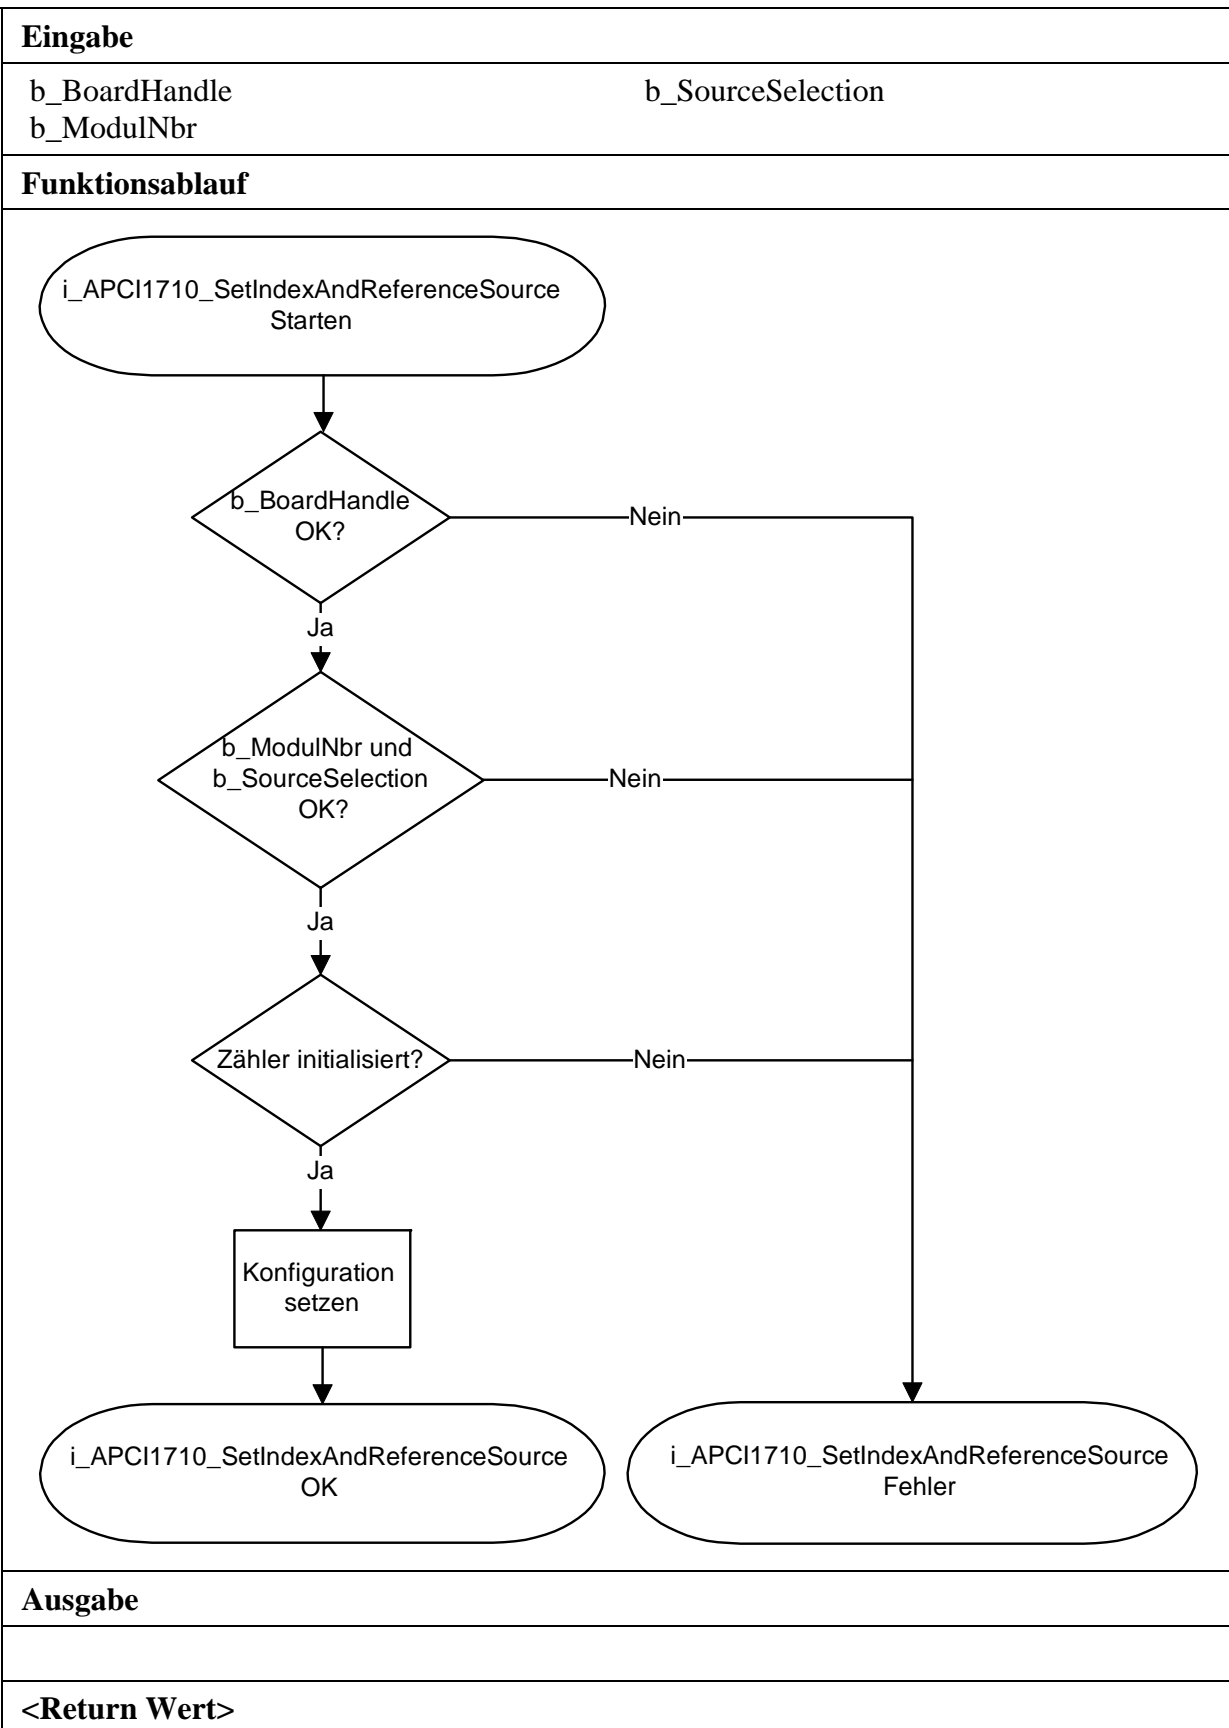 Eingabe
b_BoardHandle b_SourceSelection
b_ModulNbr
Funktionsablauf
i_APCI1710_SetIndexAndReferenceSource
Starten
b_BoardHandle
OK?
Nein
Ja
b_ModulNbr und
b_SourceSelection
OK?
Nein
Ja
Zähler initialisiert?
Nein
Ja
Konfiguration
setzen
i_APCI1710_SetIndexAndReferenceSource
OK
i_APCI1710_SetIndexAndReferenceSource
Fehler
Ausgabe
<Return Wert>